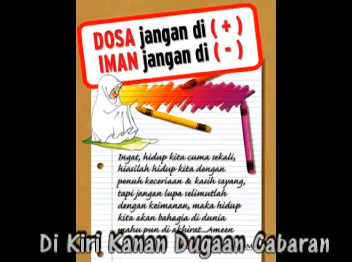 DOSA jangan di ( + )
IMAN jangan di ( - )
Ingat, hidup kita cuma sekali,
hiasilah hidup kita dengan
penuh keceriaan & kasih sayang,
tapi jangan lupa selimutlah
dengan keimanan, maka hidup
kita akan bahagia di dunia
mahu pun di akhirat...Ameen
Di Kiri Kanan Dugaan Cabaran